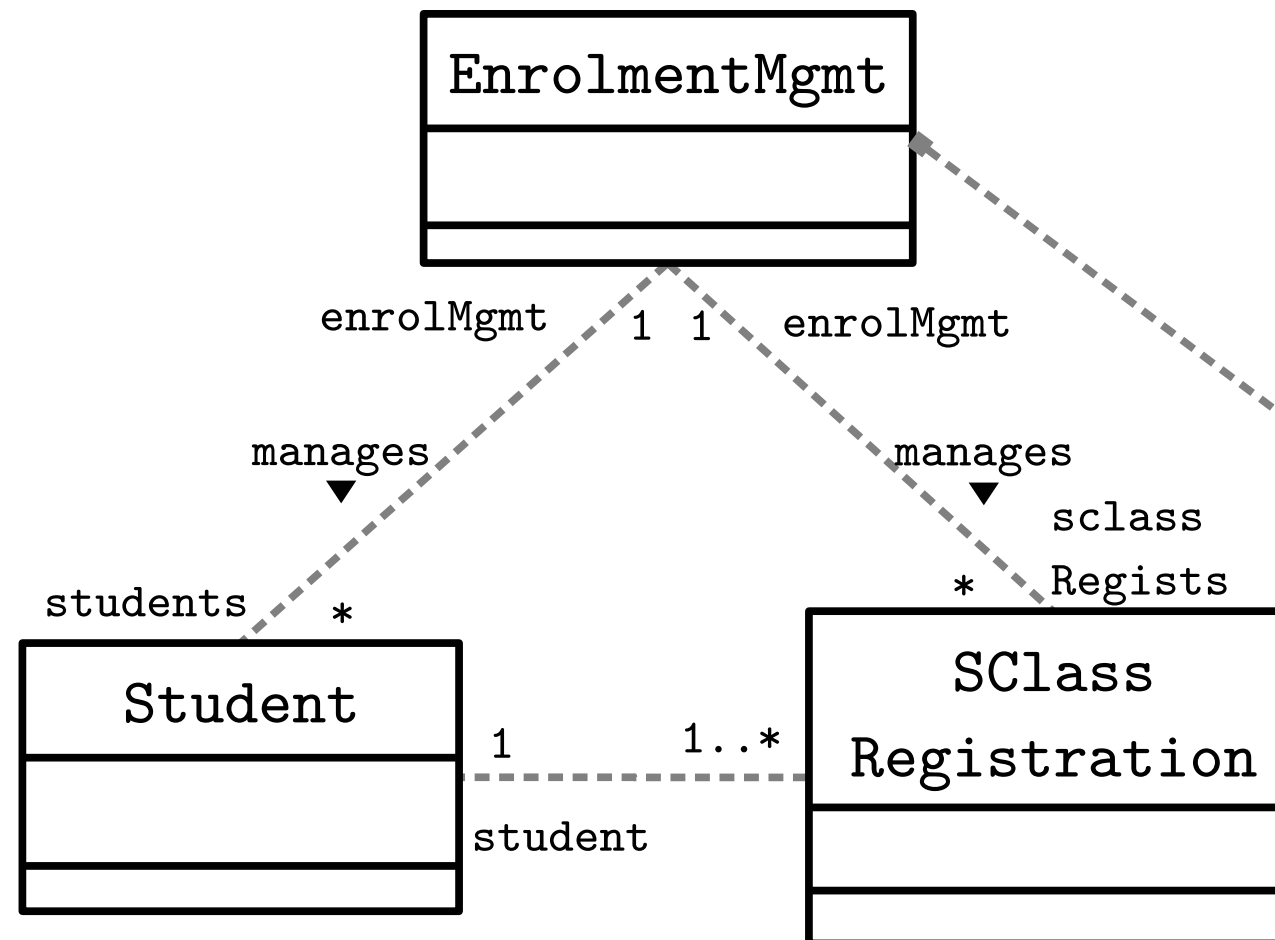 EnrolmentMgmt
enrolMgmt
1
1
enrolMgmt
manages
manages
sclass
Regists
students
*
*
SClass
Registration
Student
1
1..*
student